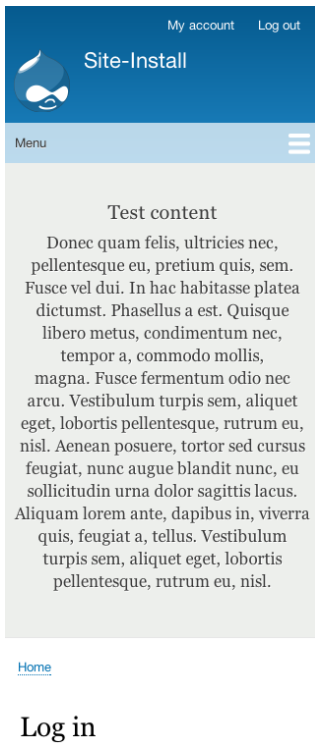 My account Log out
Site-Install
Menu
Test content
Donec quam felis, ultricies nec,
pellentesque eu, pretium quis, sem.
Fusce vel dui. In hac habitasse platea
dictumst. Phasellus a est. Quisque
libero metus, condimentum nec,
tempor a, commodo mollis,
magna. Fusce fermentum odio nec
arcu. Vestibulum turpis sem, aliquet
eget, lobortis pellentesque, rutrum eu,
nisl. Aenean posuere, tortor sed cursus
feugiat, nunc augue blandit nunc, eu
sollicitudin urna dolor sagittis lacus.
Aliquam lorem ante, dapibus in, viverra
quis, feugiat a, tellus. Vestibulum
turpis sem, aliquet eget, lobortis
pellentesque, rutrum eu, nisl.
Home
Log in